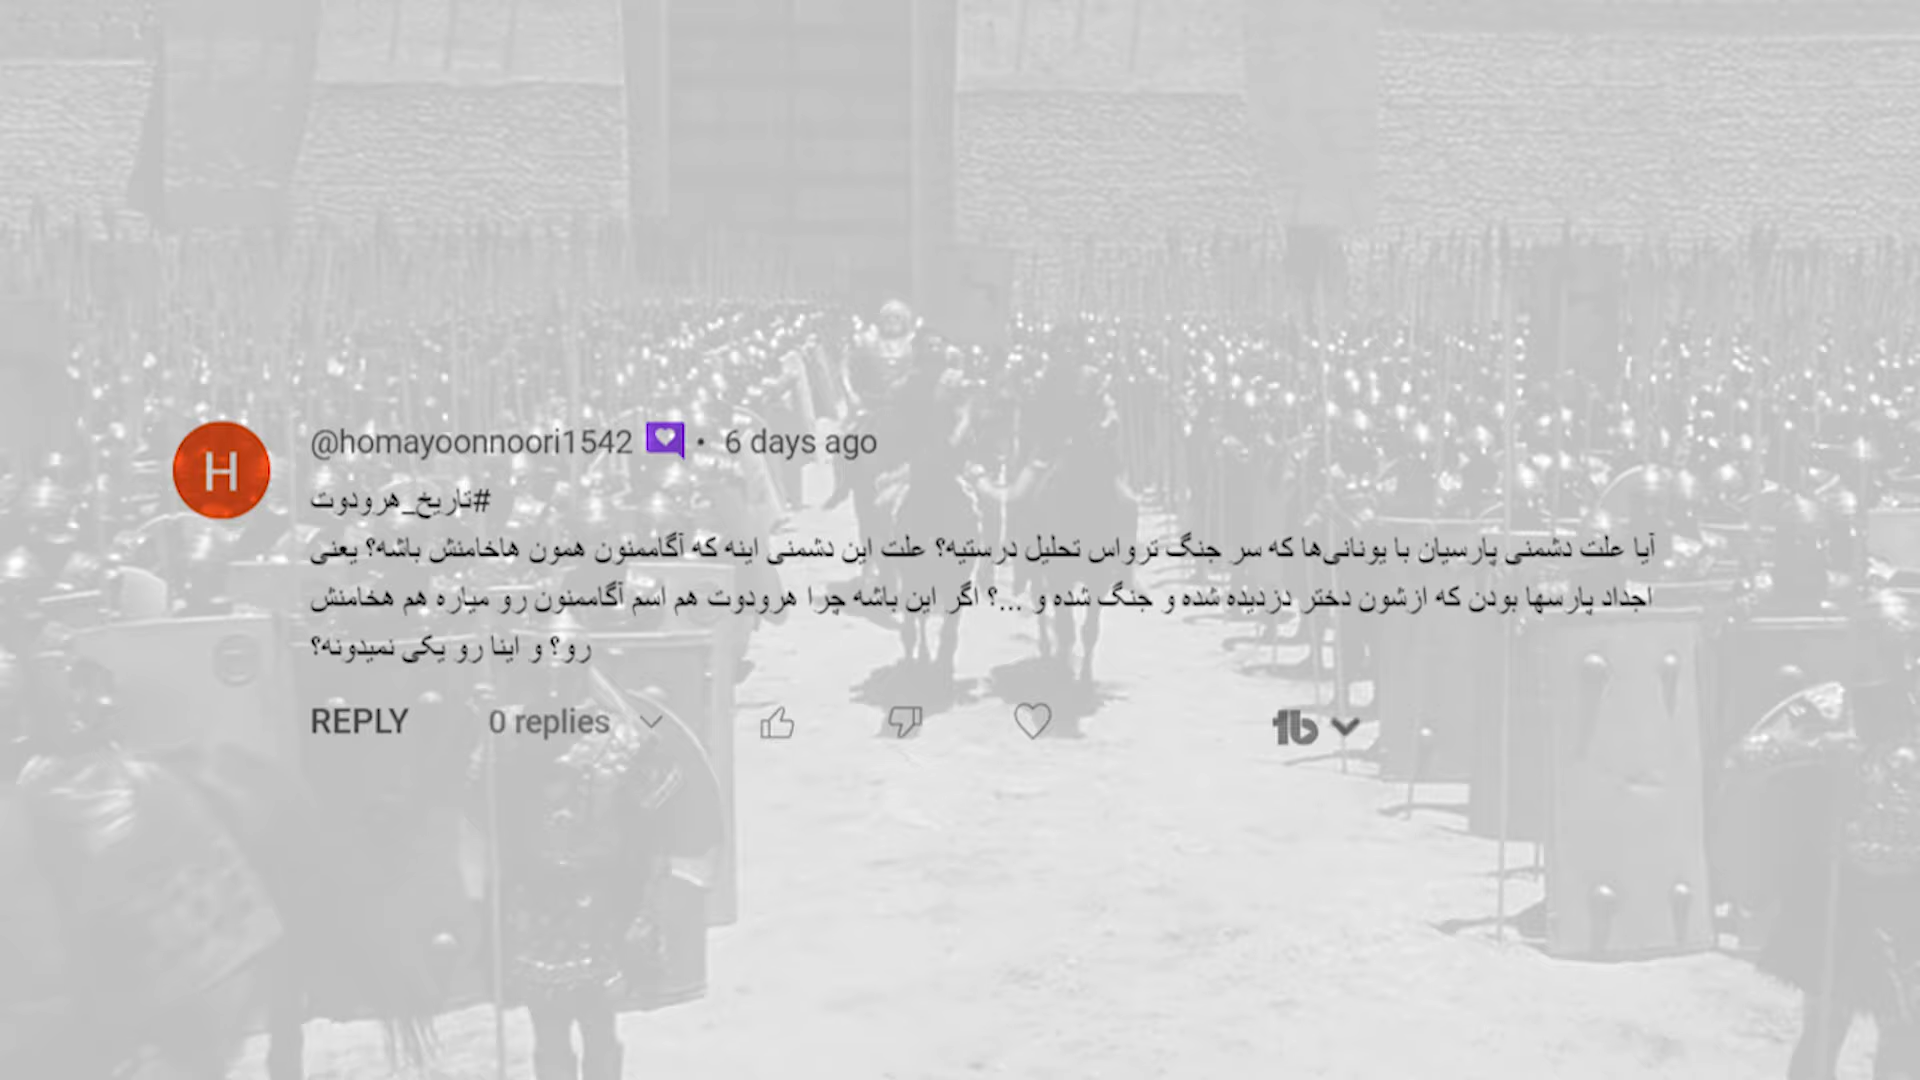 @homayoonnoori1542 • 6 days ago
H
#تاریخ_هرودوت
آیا علت دشمنی پارسیان با یونانی‌ها که سر جنگ ترواس تحلیل درستیه؟ علت این دشمنی اینه که آگاممنون همون هاخامنش باشه؟ یعنی
اجداد پارسها بودن که ازشون دختر دزدیده شده و جنگ شده و ...؟ اگر این باشه چرا هرودوت هم اسم آگاممنون رو میاره هم هخامنش
رو؟ و اینا رو یکی نمیدونه؟
REPLY 0 replies